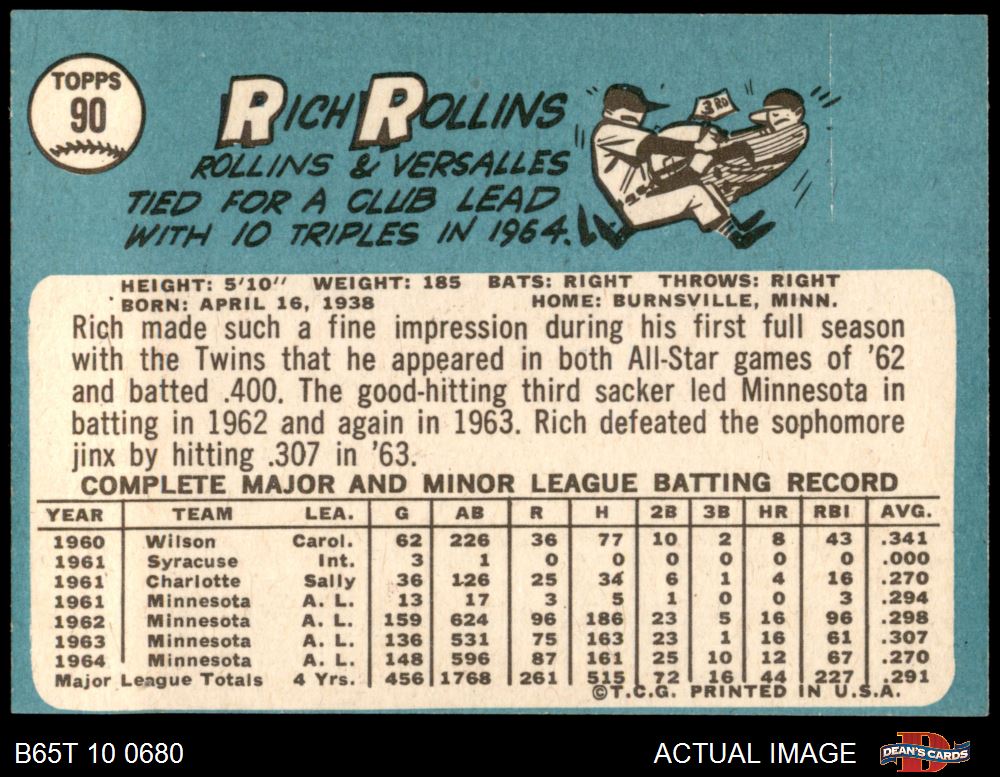 TOPPS
90
RICH ROLLINS
ROLLINS & VERSALLES
TIED FOR A CLUB LEAD
WITH 10 TRIPLES IN 1964.
3 RD
HEIGHT: 5'10" WEIGHT: 185 BATS: RIGHT THROWS: RIGHT
BORN: APRIL 16, 1938 HOME: BURNSVILLE, MINN.
Rich made such a fine impression during his first full season
with the Twins that he appeared in both All-Star games of '62
and batted .400. The good-hitting third sacker led Minnesota in
batting in 1962 and again in 1963. Rich defeated the sophomore
jinx by hitting .307 in '63.
COMPLETE MAJOR AND MINOR LEAGUE BATTING RECORD
YEAR TEAM LEA. G AB R H 2B 3B HR RBI AVG.
1960 Wilson Carol. 62 226 36 77 10 2 8 43 .341
1961 Syracuse Int. 3 1 0 0 0 0 0 0 .000
1961 Charlotte Sally 36 126 25 34 6 1 4 16 .270
1961 Minnesota A. L. 13 17 3 5 1 0 0 3 .294
1962 Minnesota A. L. 159 624 96 186 23 5 16 96 .298
1963 Minnesota A. L. 136 531 75 163 23 1 16 61 .307
1964 Minnesota A. L. 148 596 87 161 25 10 12 67 .270
Major League Totals 4 Yrs. 456 1768 261 515 72 16 44 227 .291
©T.C.G. PRINTED IN U.S.A.
B65T 10 0680 ACTUAL IMAGE DEAN'S CARDS